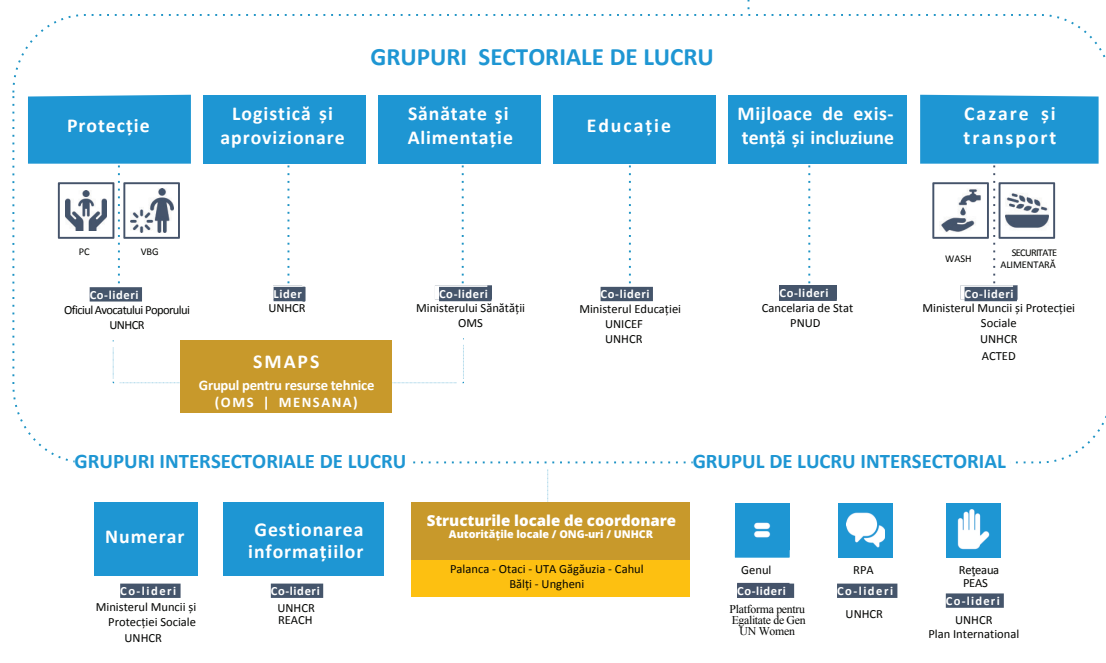 GRUPURI SECTORIALE DE LUCRU
Protecție
Logistică și
aprovizionare
Sănătate şi
Alimentație
Educație
Mijloace de exis-
tență și incluziune
Cazare și
transport
PC
VBG
WASH
SECURITATE
ALIMENTARĂ
Co-lideri
Oficiul Avocatului Poporului
UNHCR
Lider
UNHCR
Co-lideri
Ministerului Sănătății
OMS
Co-lideri
Ministerul Educației
UNICEF
UNHCR
Co-lideri
Cancelaria de Stat
PNUD
Co-lideri
Ministerul Muncii și Protecției
Sociale
UNHCR
ACTED
SMAPS
Grupul pentru resurse tehnice
(OMS | MENSANA)
GRUPURI INTERSECTORIALE DE LUCRU
GRUPUL DE LUCRU INTERSECTORIAL
Numerar
Co-lideri
Ministerul Muncii și
Protecției Sociale
UNHCR
Gestionarea
informațiilor
Co-lideri
UNHCR
REACH
Structurile locale de coordonare
Autoritățile locale / ONG-uri / UNHCR
Palanca - Otaci - UTA Găgăuzia - Cahul
Bălți - Ungheni
Genul
Co-lideri
Platforma pentru
Egalitate de Gen
UN Women
RPA
Co-lideri
UNHCR
Rețeaua
PEAS
Co-lideri
UNHCR
Plan International